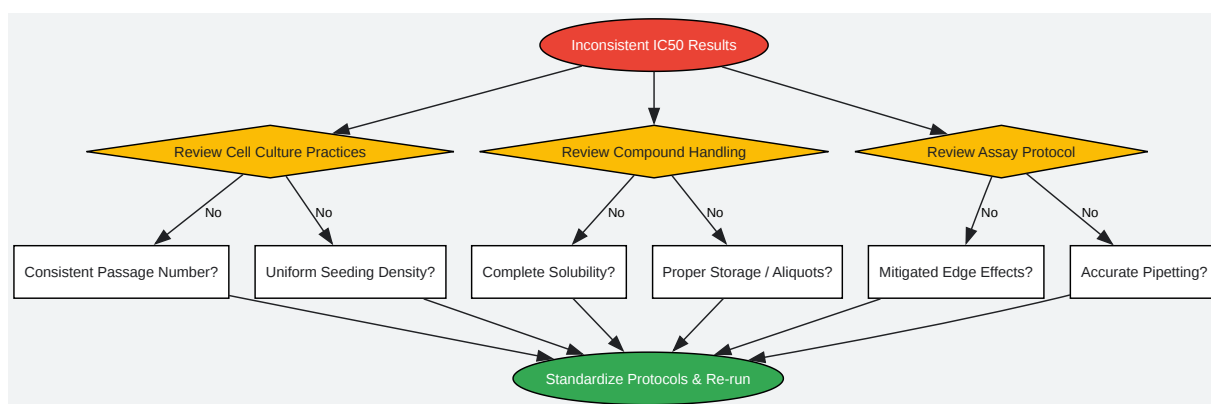 Inconsistent IC50 Results
Review Cell Culture Practices
Review Compound Handling
Review Assay Protocol
No
No
No
No
No
No
Consistent Passage Number?
Uniform Seeding Density?
Complete Solubility?
Proper Storage / Aliquots?
Mitigated Edge Effects?
Accurate Pipetting?
Standardize Protocols & Re-run